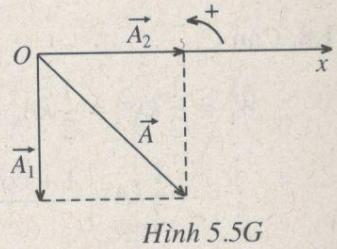 A₂ +
O x
A₁ A
Hình 5.5G